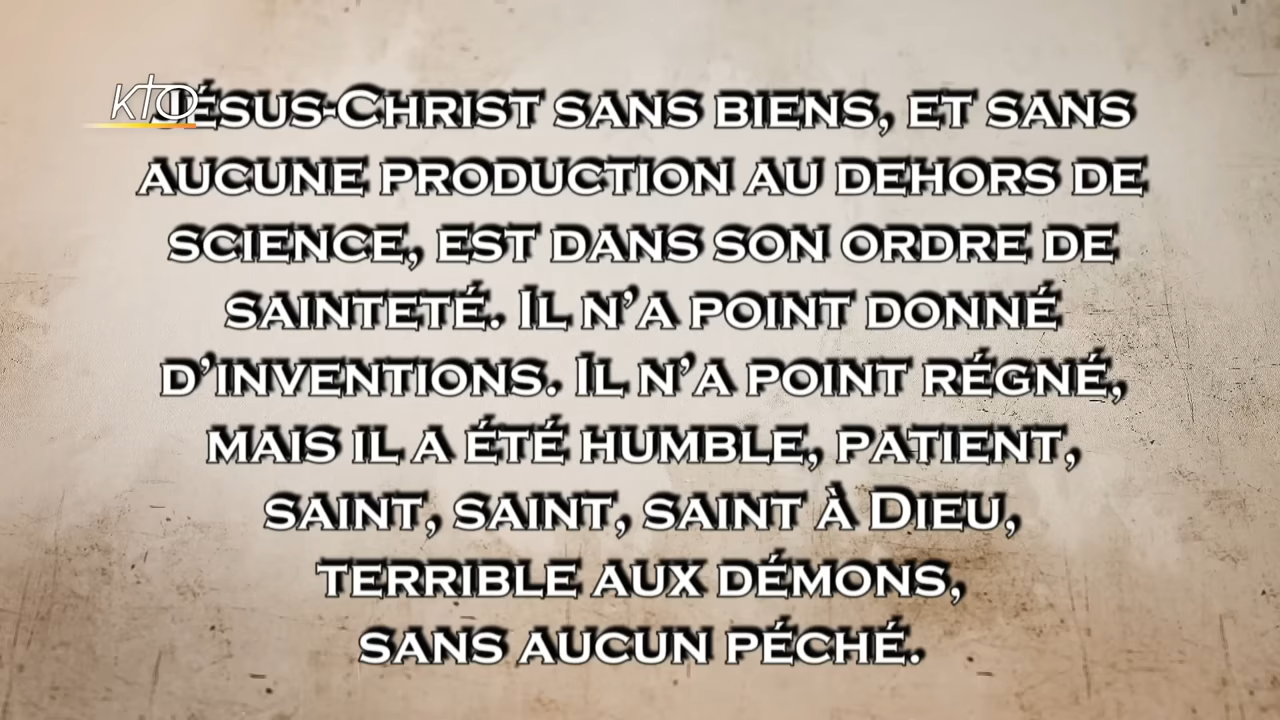 KTO
Jésus-Christ sans biens, et sans
aucune production au dehors de
science, est dans son ordre de
sainteté. Il n’a point donné
d’inventions. Il n’a point régné,
mais il a été humble, patient,
saint, saint, saint à Dieu,
terrible aux démons,
sans aucun péché.